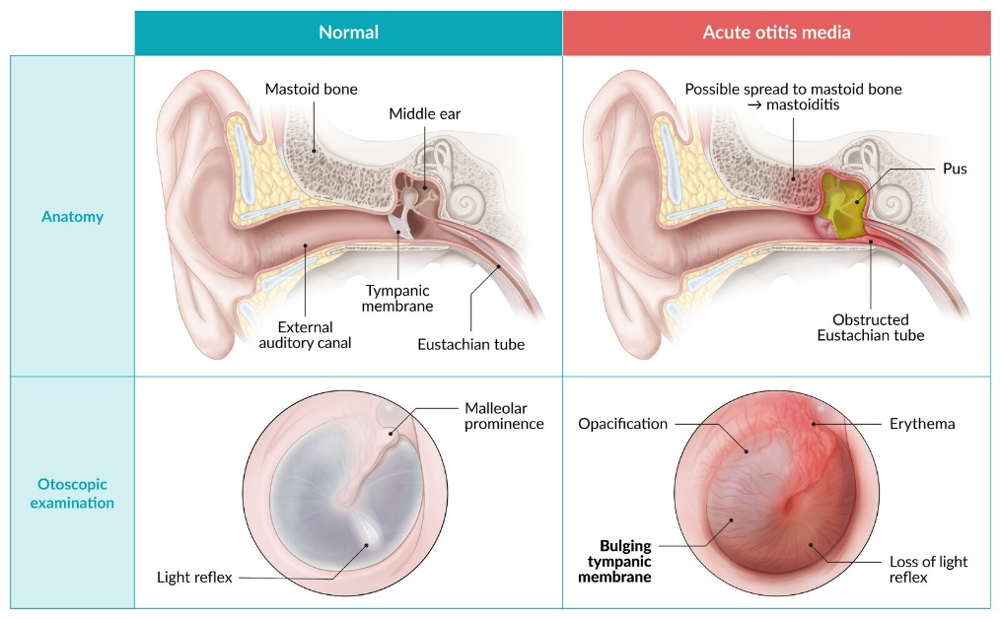 Normal
Acute otitis media
Anatomy
Mastoid bone
Middle ear
Tympanic
membrane
External
auditory canal
Eustachian tube
Possible spread to mastoid bone
→ mastoiditis
Pus
Obstructed
Eustachian tube
Otoscopic
examination
Malleolar
prominence
Light reflex
Opacification
Erythema
Bulging
tympanic
membrane
Loss of light
reflex